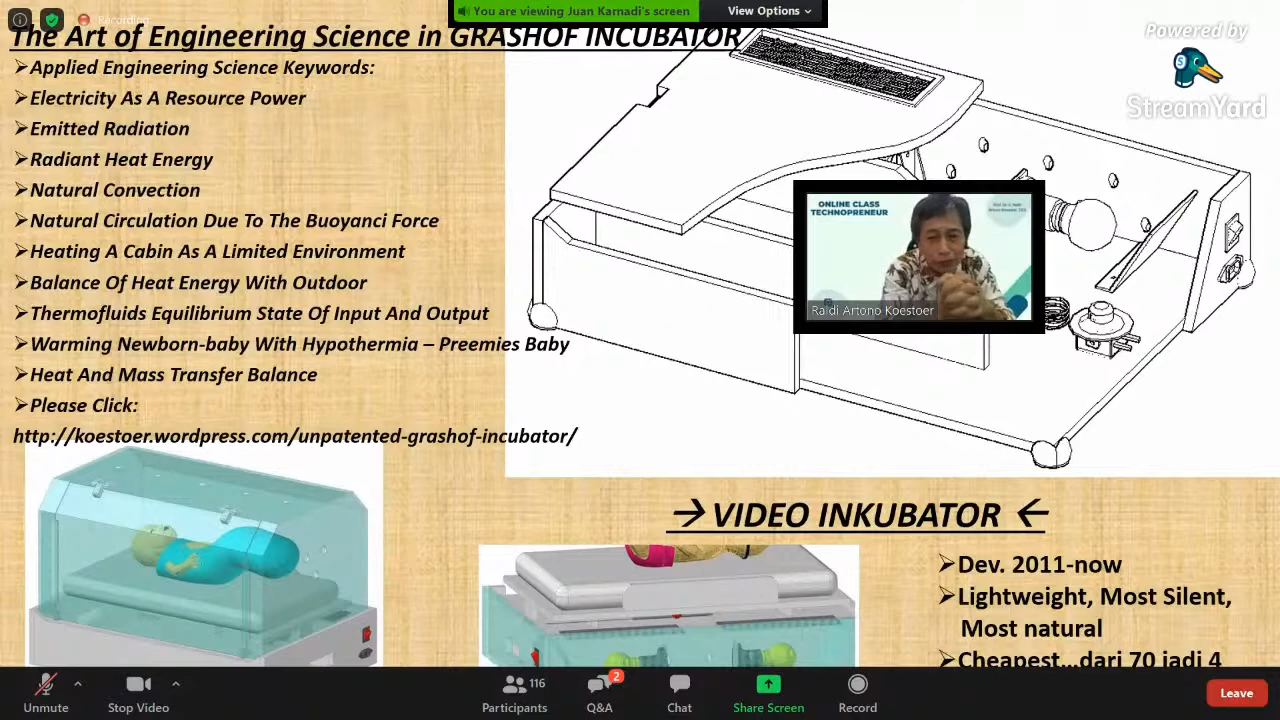 Recording
You are viewing Juan Karnadi's screen
View Options
The Art of Engineering Science in GRASHOF INCUBATOR
Powered by
StreamYard
➢Applied Engineering Science Keywords:
➢Electricity As A Resource Power
➢Emitted Radiation
➢Radiant Heat Energy
➢Natural Convection
➢Natural Circulation Due To The Buoyanci Force
➢Heating A Cabin As A Limited Environment
➢Balance Of Heat Energy With Outdoor
➢Thermofluids Equilibrium State Of Input And Output
➢Warming Newborn-baby With Hypothermia – Preemies Baby
➢Heat And Mass Transfer Balance
➢Please Click:
http://koestoer.wordpress.com/unpatented-grashof-incubator/
ONLINE CLASS
TECHNOPRENEUR
Raldi Artono Koestoer
→ VIDEO INKUBATOR ←
➢Dev. 2011-now
➢Lightweight, Most Silent,
Most natural
➢Cheapest...dari 70 jadi 4
Unmute
Stop Video
116
Participants
2
Q&A
Chat
Share Screen
Record
Leave